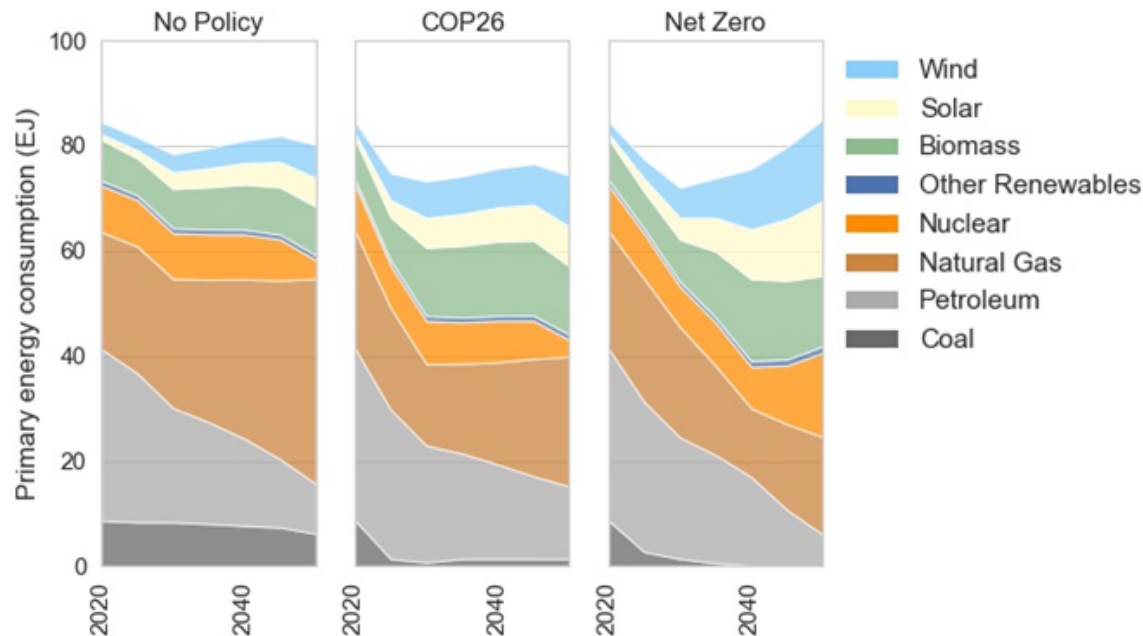 No Policy
COP26
Net Zero
Primary energy consumption (EJ)
100
80
60
40
20
0
2020
2040
2020
2040
2020
2040
Wind
Solar
Biomass
Other Renewables
Nuclear
Natural Gas
Petroleum
Coal